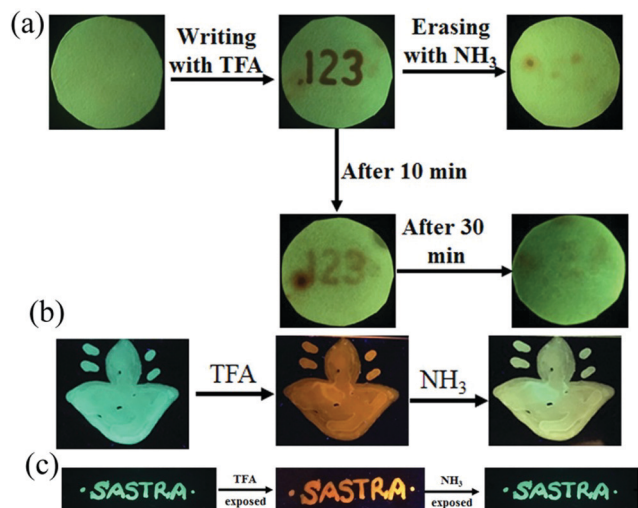 (a)
Writing
with TFA
.123
Erasing
with NH3
After 10 min
123
After 30
min
(b)
TFA
NH3
(c)
SASTRA
TFA
exposed
SASTRA
NH3
exposed
SASTRA